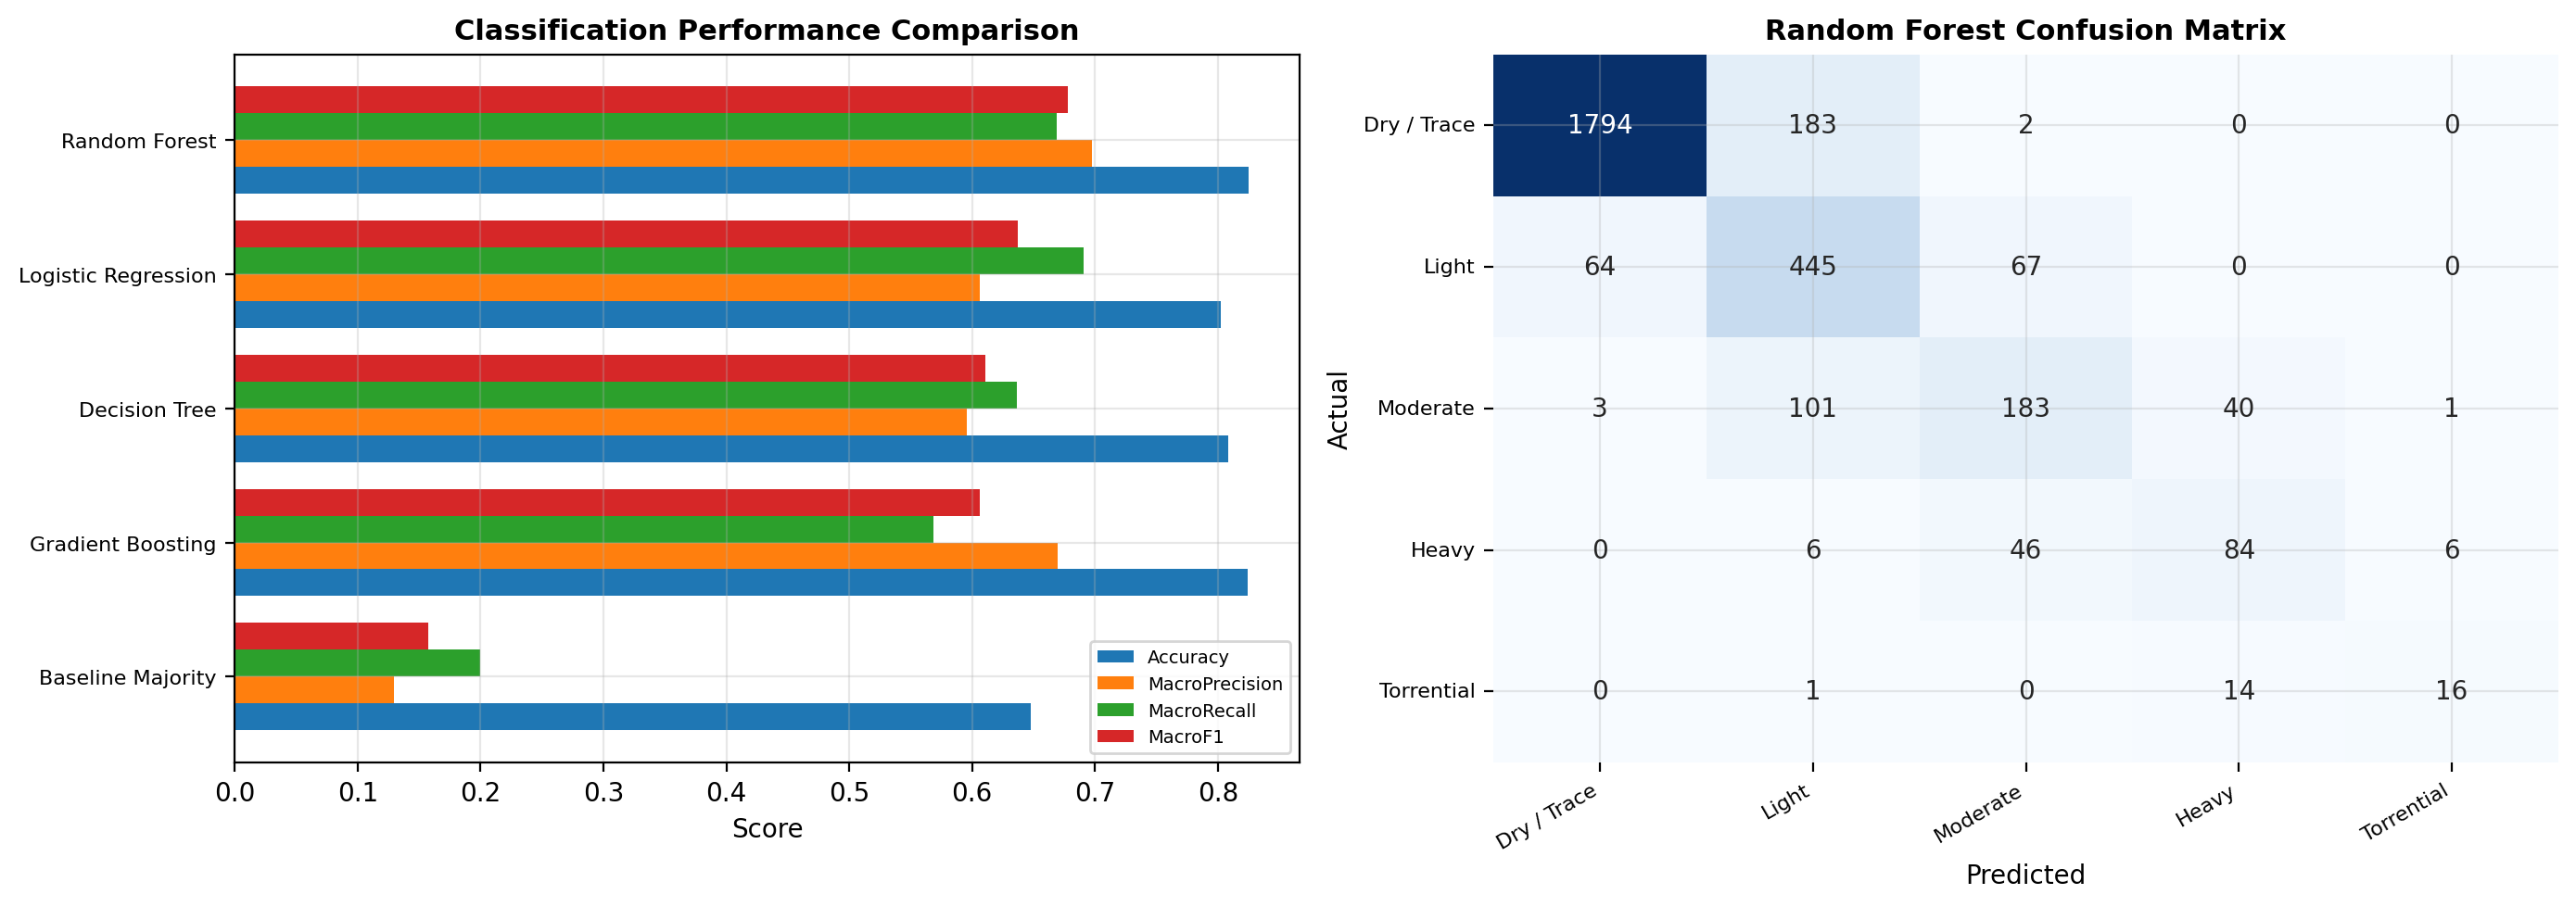 Classification Performance Comparison
Random Forest
Logistic Regression
Decision Tree
Gradient Boosting
Baseline Majority
Accuracy
MacroPrecision
MacroRecall
MacroF1
0.0 0.1 0.2 0.3 0.4 0.5 0.6 0.7 0.8
Score
Random Forest Confusion Matrix
Actual
Dry / Trace 1794 183 2 0 0
Light 64 445 67 0 0
Moderate 3 101 183 40 1
Heavy 0 6 46 84 6
Torrential 0 1 0 14 16
Dry / Trace Light Moderate Heavy Torrential
Predicted